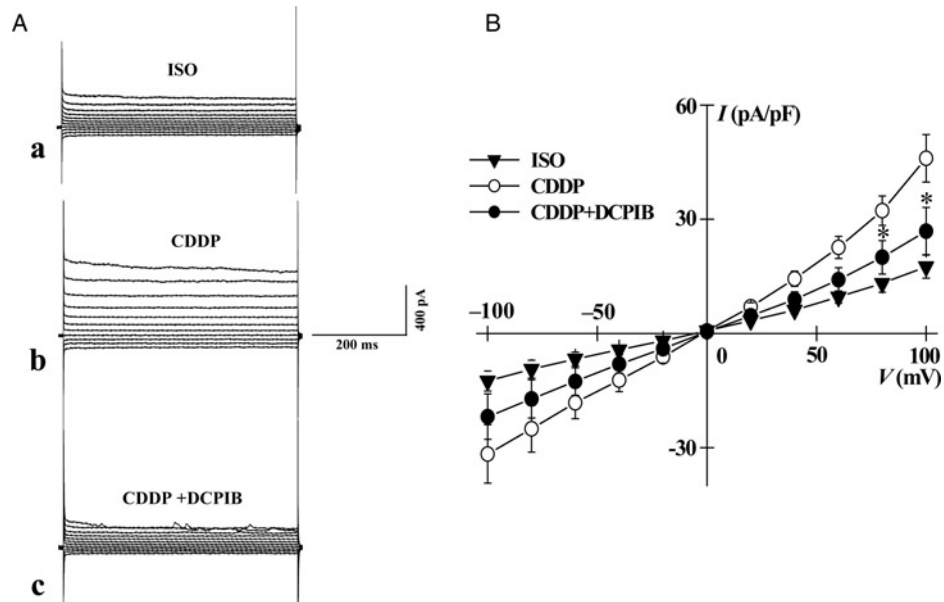 A
ISO
a
CDDP
b
400 pA
200 ms
CDDP +DCPIB
c
B
60
I (pA/pF)
ISO
CDDP
CDDP+DCPIB
30
*
*
−100
−50
0
50
100
V (mV)
-30